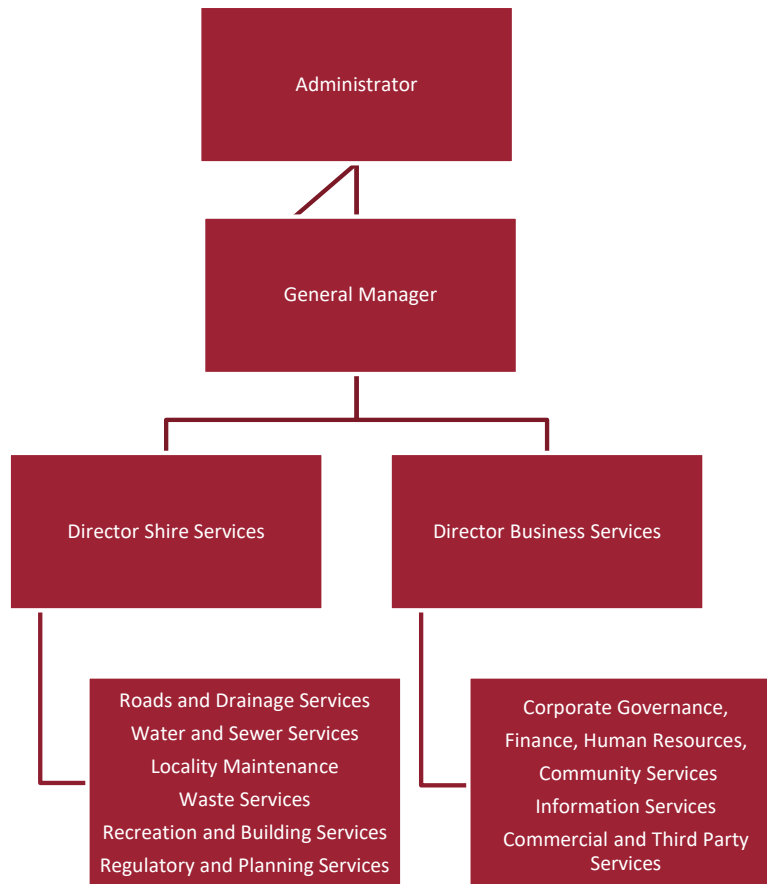 Administrator
General Manager
Director Shire Services
Director Business Services
Roads and Drainage Services
Water and Sewer Services
Locality Maintenance
Waste Services
Recreation and Building Services
Regulatory and Planning Services
Corporate Governance,
Finance, Human Resources,
Community Services
Information Services
Commercial and Third Party
Services